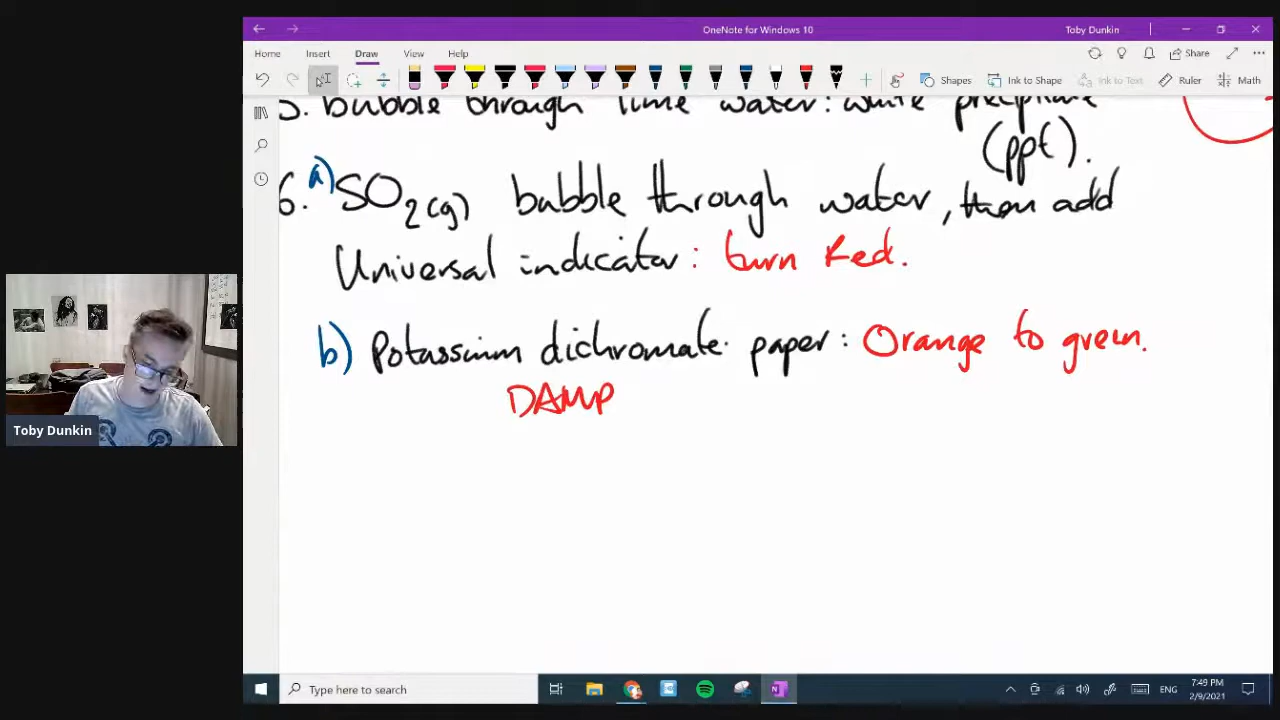 OneNote for Windows 10
Toby Dunkin
Home Insert Draw View Help
Share
Shapes Ink to Shape Ink to Text Ruler Math
5. bubble through lime water: white precipitate
(ppt).
6. a) SO2(g) bubble through water, then add
Universal indicator: turn Red.
b) Potassium dichromate paper: Orange to green.
DAMP
Toby Dunkin
Type here to search
ENG
7:49 PM
2/9/2021